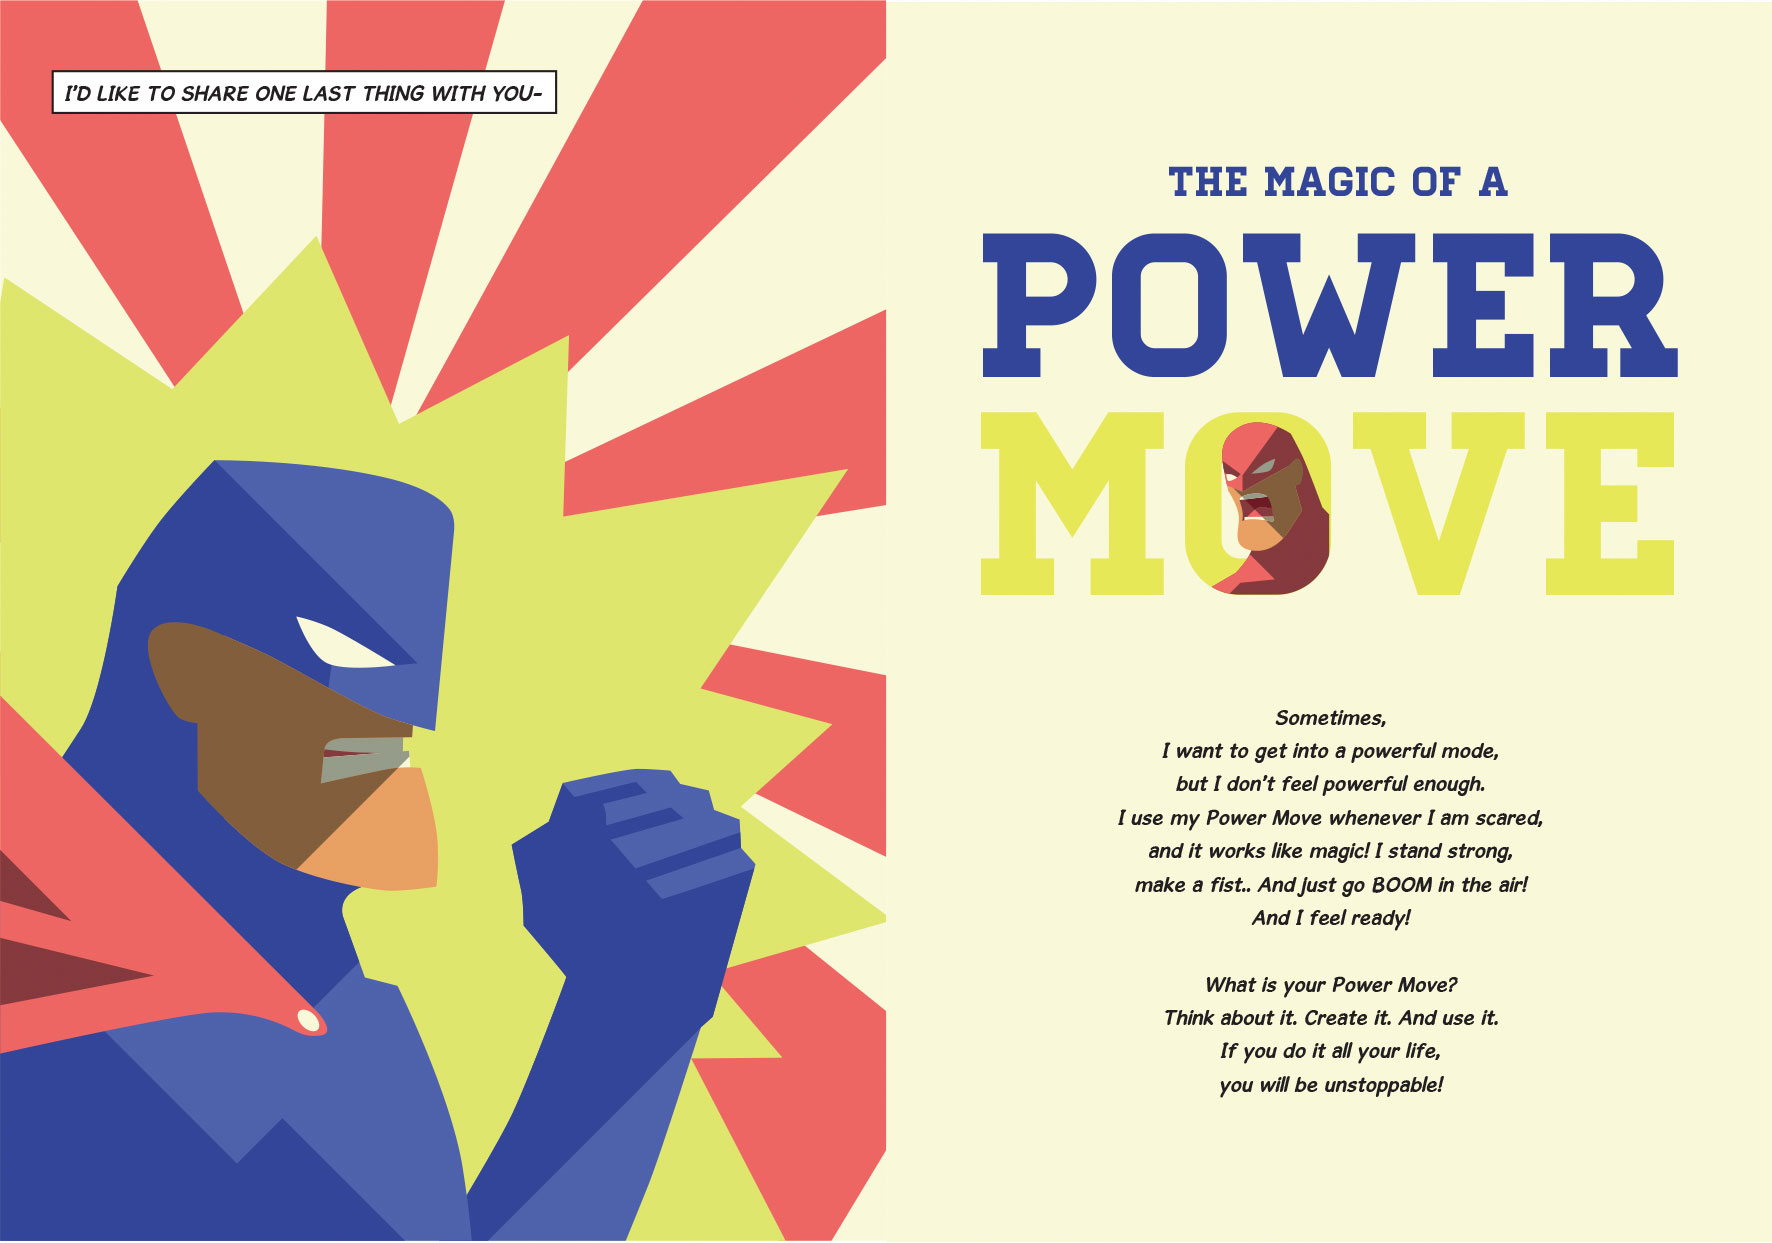 I'D LIKE TO SHARE ONE LAST THING WITH YOU-
THE MAGIC OF A
POWER
MOVE
Sometimes,
I want to get into a powerful mode,
but I don't feel powerful enough.
I use my Power Move whenever I am scared,
and it works like magic! I stand strong,
make a fist.. And just go BOOM in the air!
And I feel ready!
What is your Power Move?
Think about it. Create it. And use it.
If you do it all your life,
you will be unstoppable!